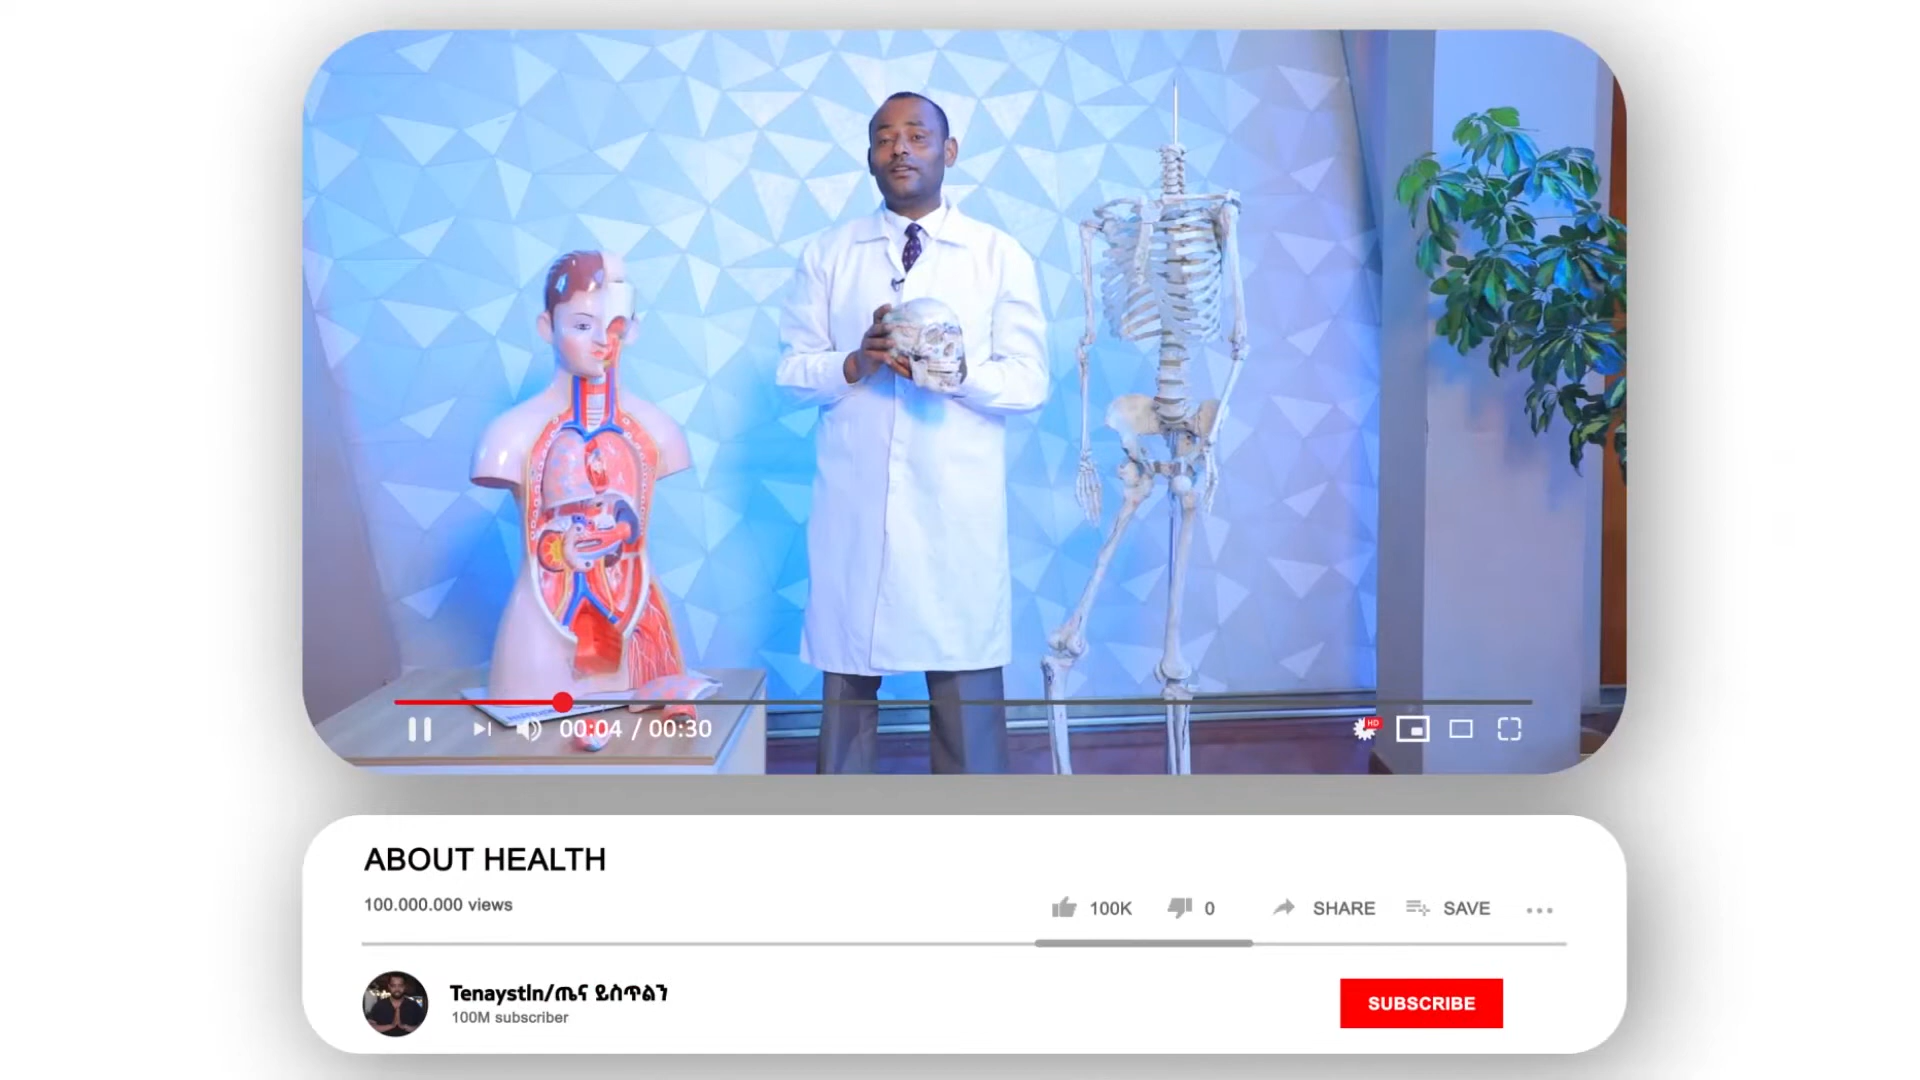 HD
00:04 / 00:30
ABOUT HEALTH
100.000.000 views
100K 0 SHARE SAVE
Tenaystln/ጤና ይስጥልን
100M subscriber
SUBSCRIBE